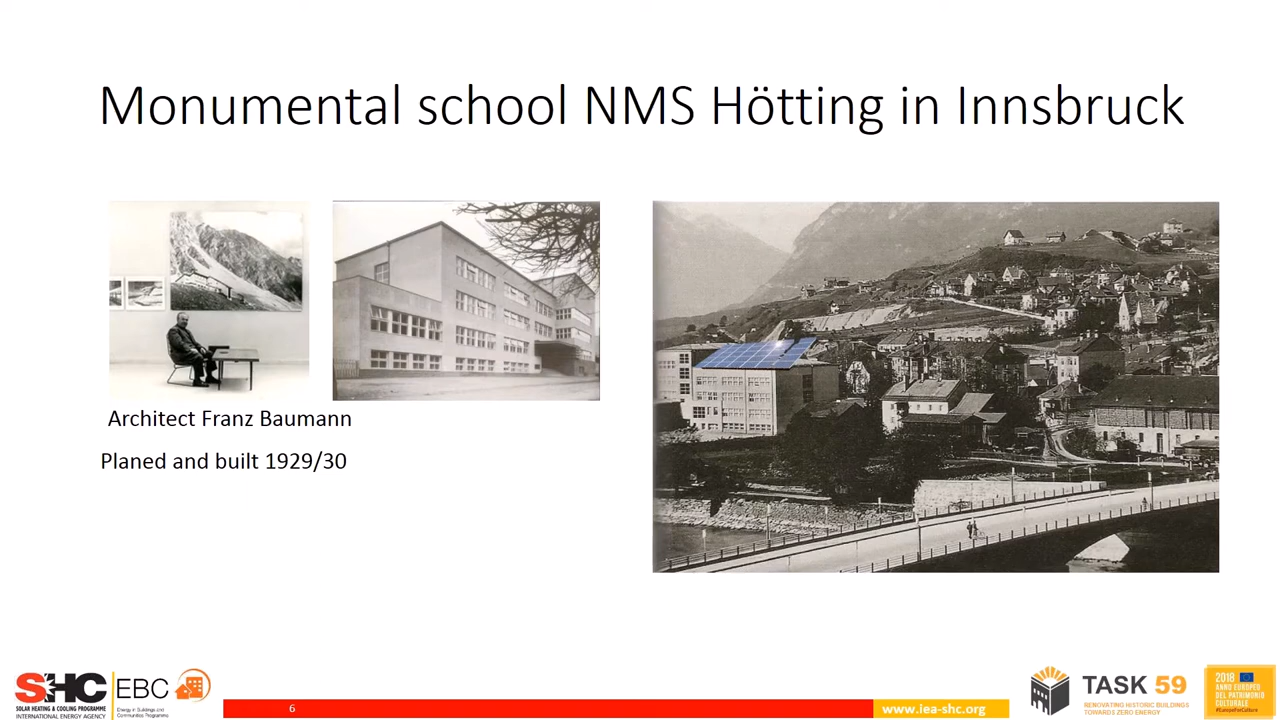 Monumental school NMS Hötting in Innsbruck
Architect Franz Baumann
Planed and built 1929/30
SHC
SOLAR HEATING & COOLING PROGRAMME
INTERNATIONAL ENERGY AGENCY
EBC
Energy in Buildings and
Communities Programme
6
www.iea-shc.org
TASK 59
RENOVATING HISTORIC BUILDINGS
TOWARDS ZERO ENERGY
2018
ANNO EUROPEO
DEL PATRIMONIO
CULTURALE
#EuropeForCulture